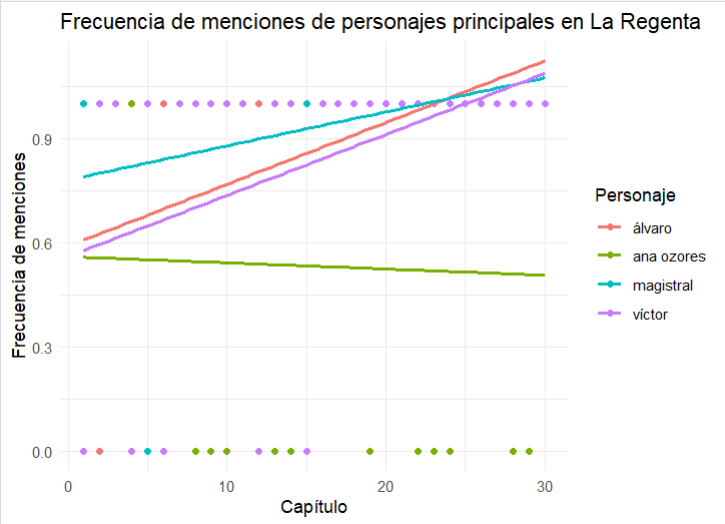 Frecuencia de menciones de personajes principales en La Regenta
Frecuencia de menciones
0.9
0.6
0.3
0.0
0
10
20
30
Capítulo
Personaje
álvaro
ana ozores
magistral
víctor